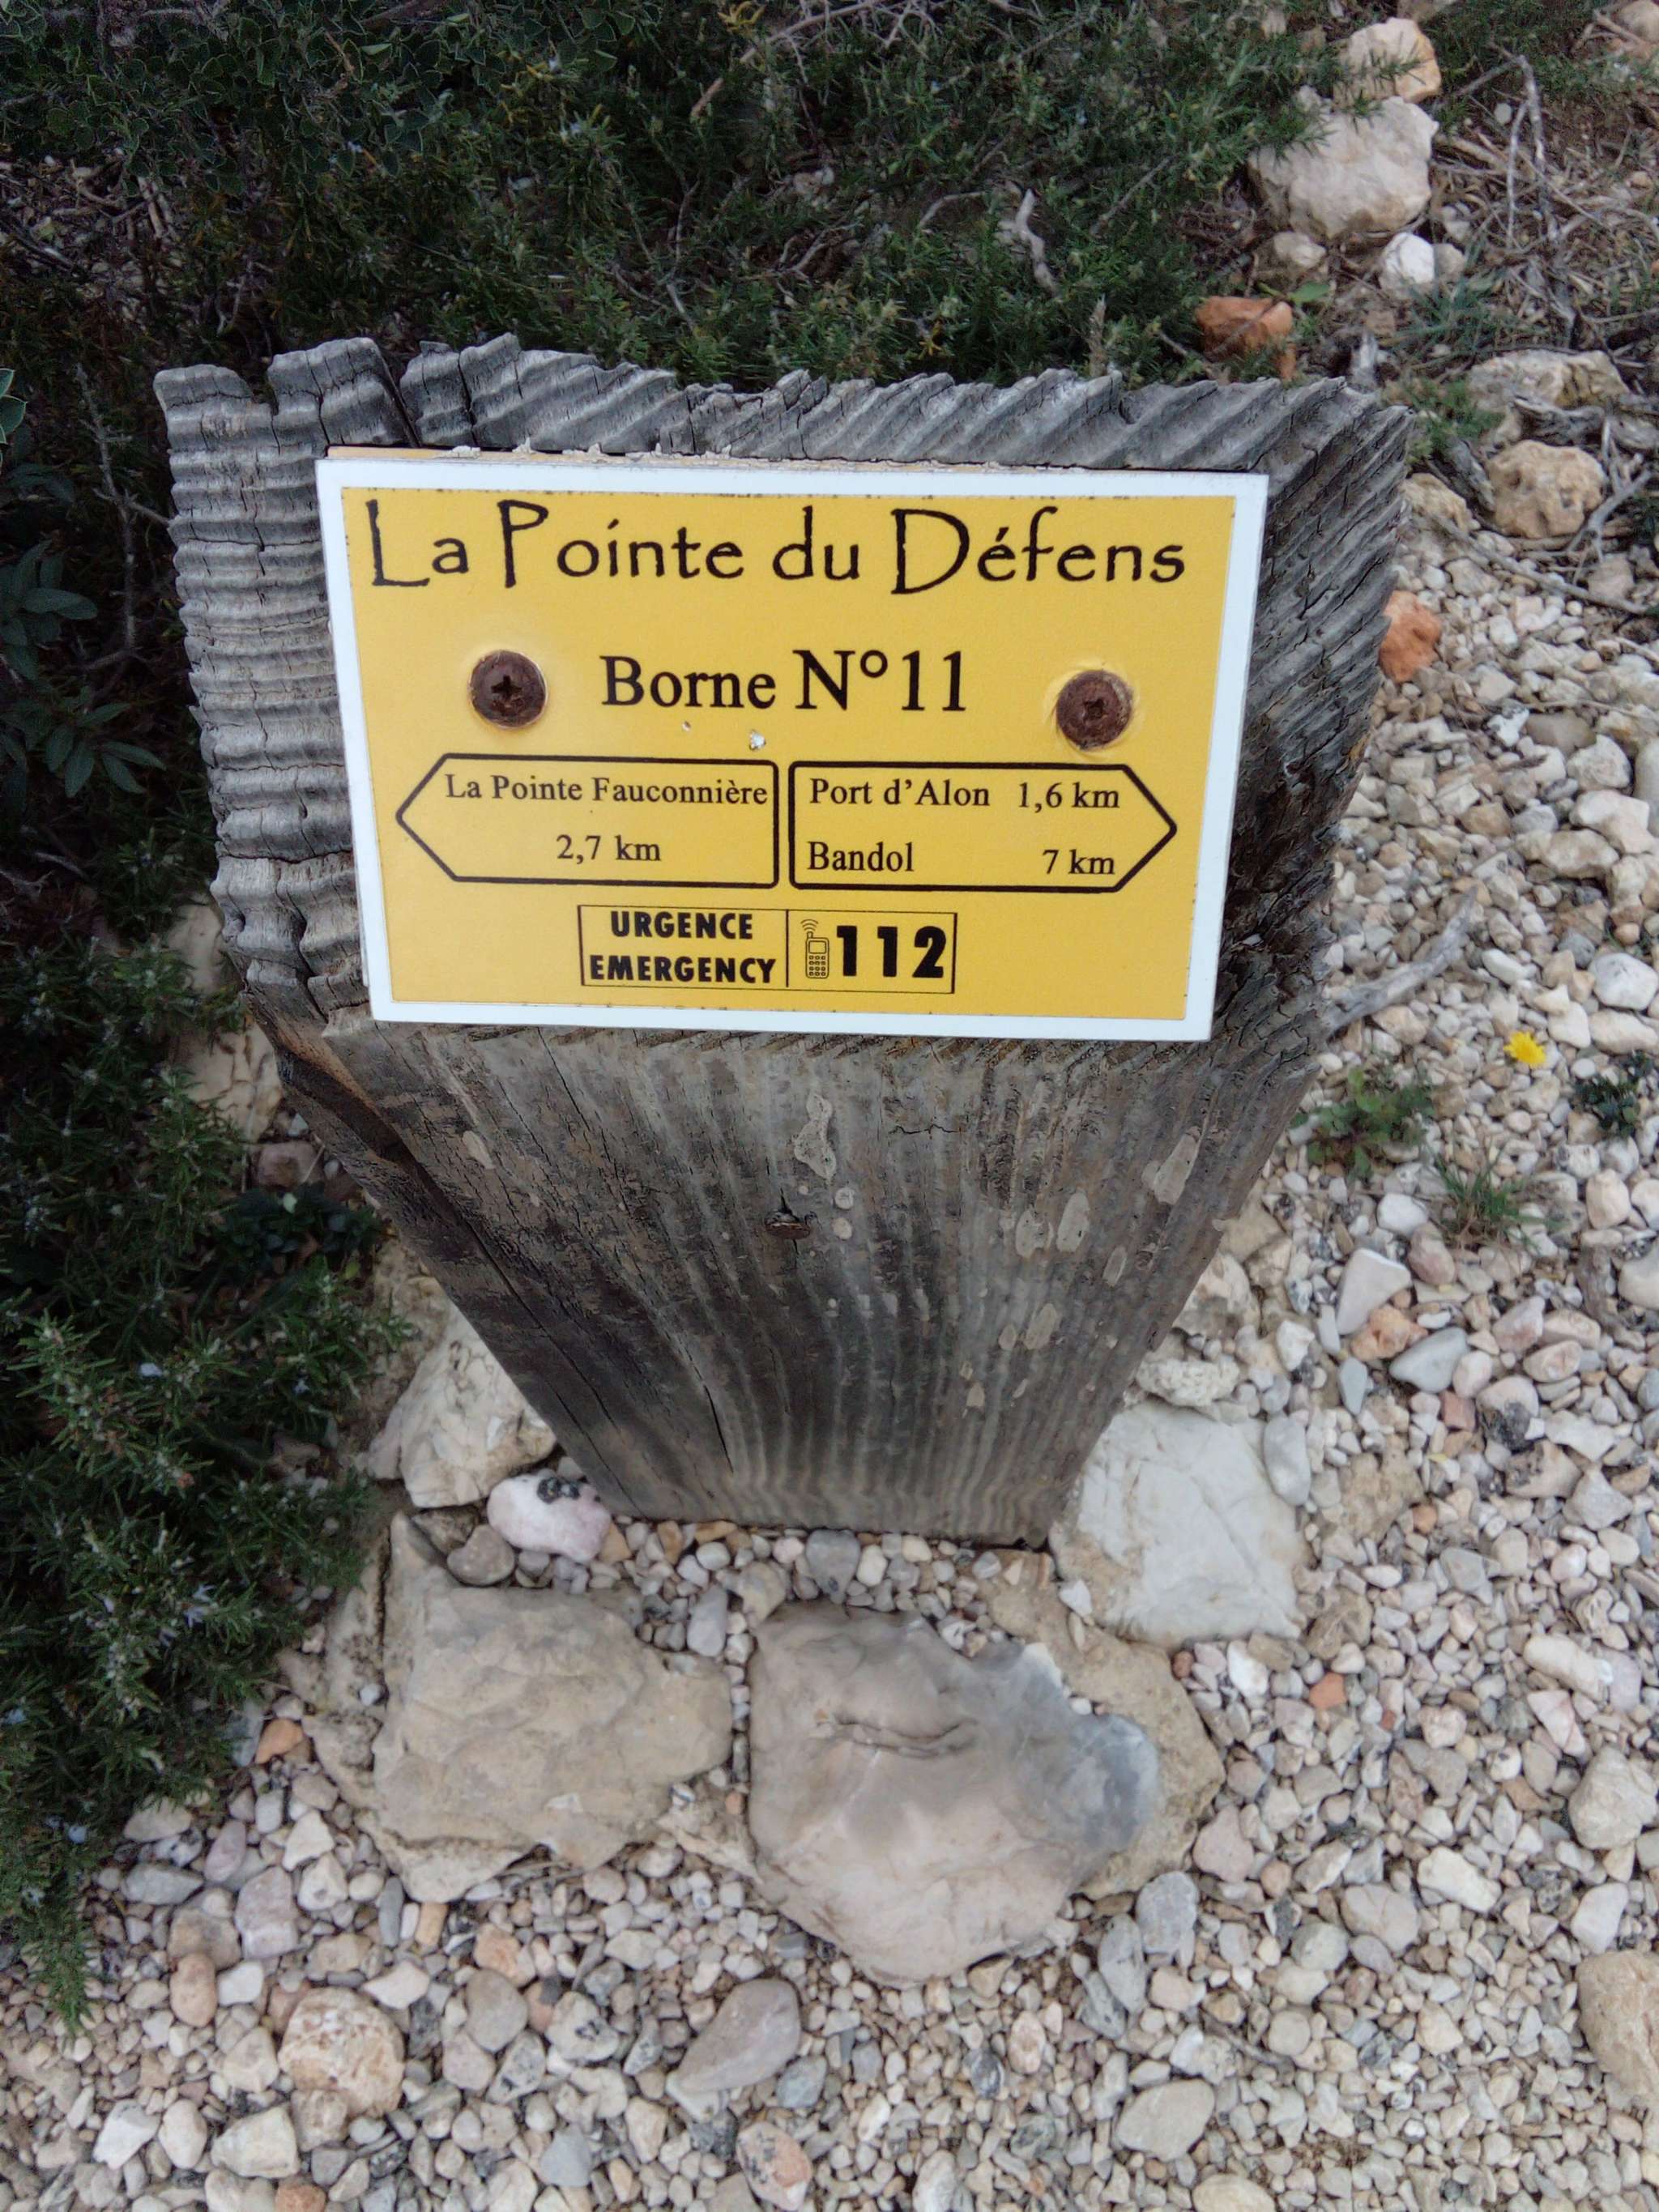 La Pointe du Défens
Borne N°11
La Pointe Fauconnière
2,7 km
Port d'Alon 1,6 km
Bandol 7 km
URGENCE
EMERGENCY
112